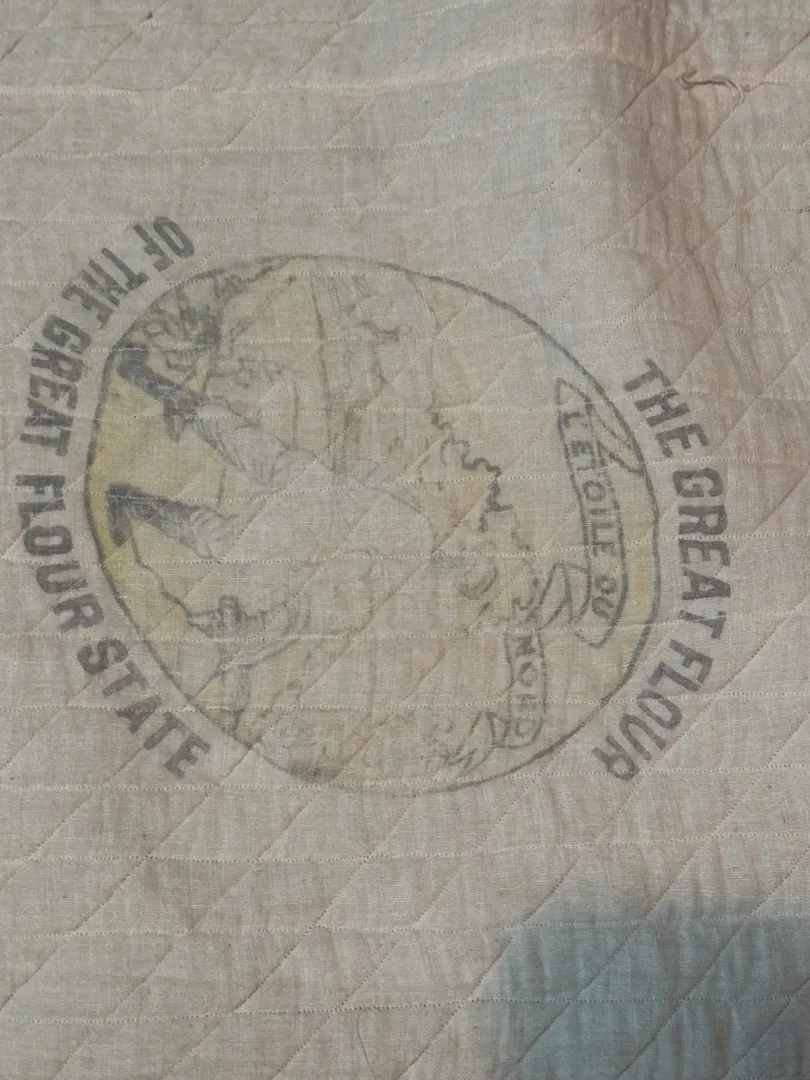 THE GREAT FLOUR
L'ETOILE DU
NORD
OF THE GREAT FLOUR STATE